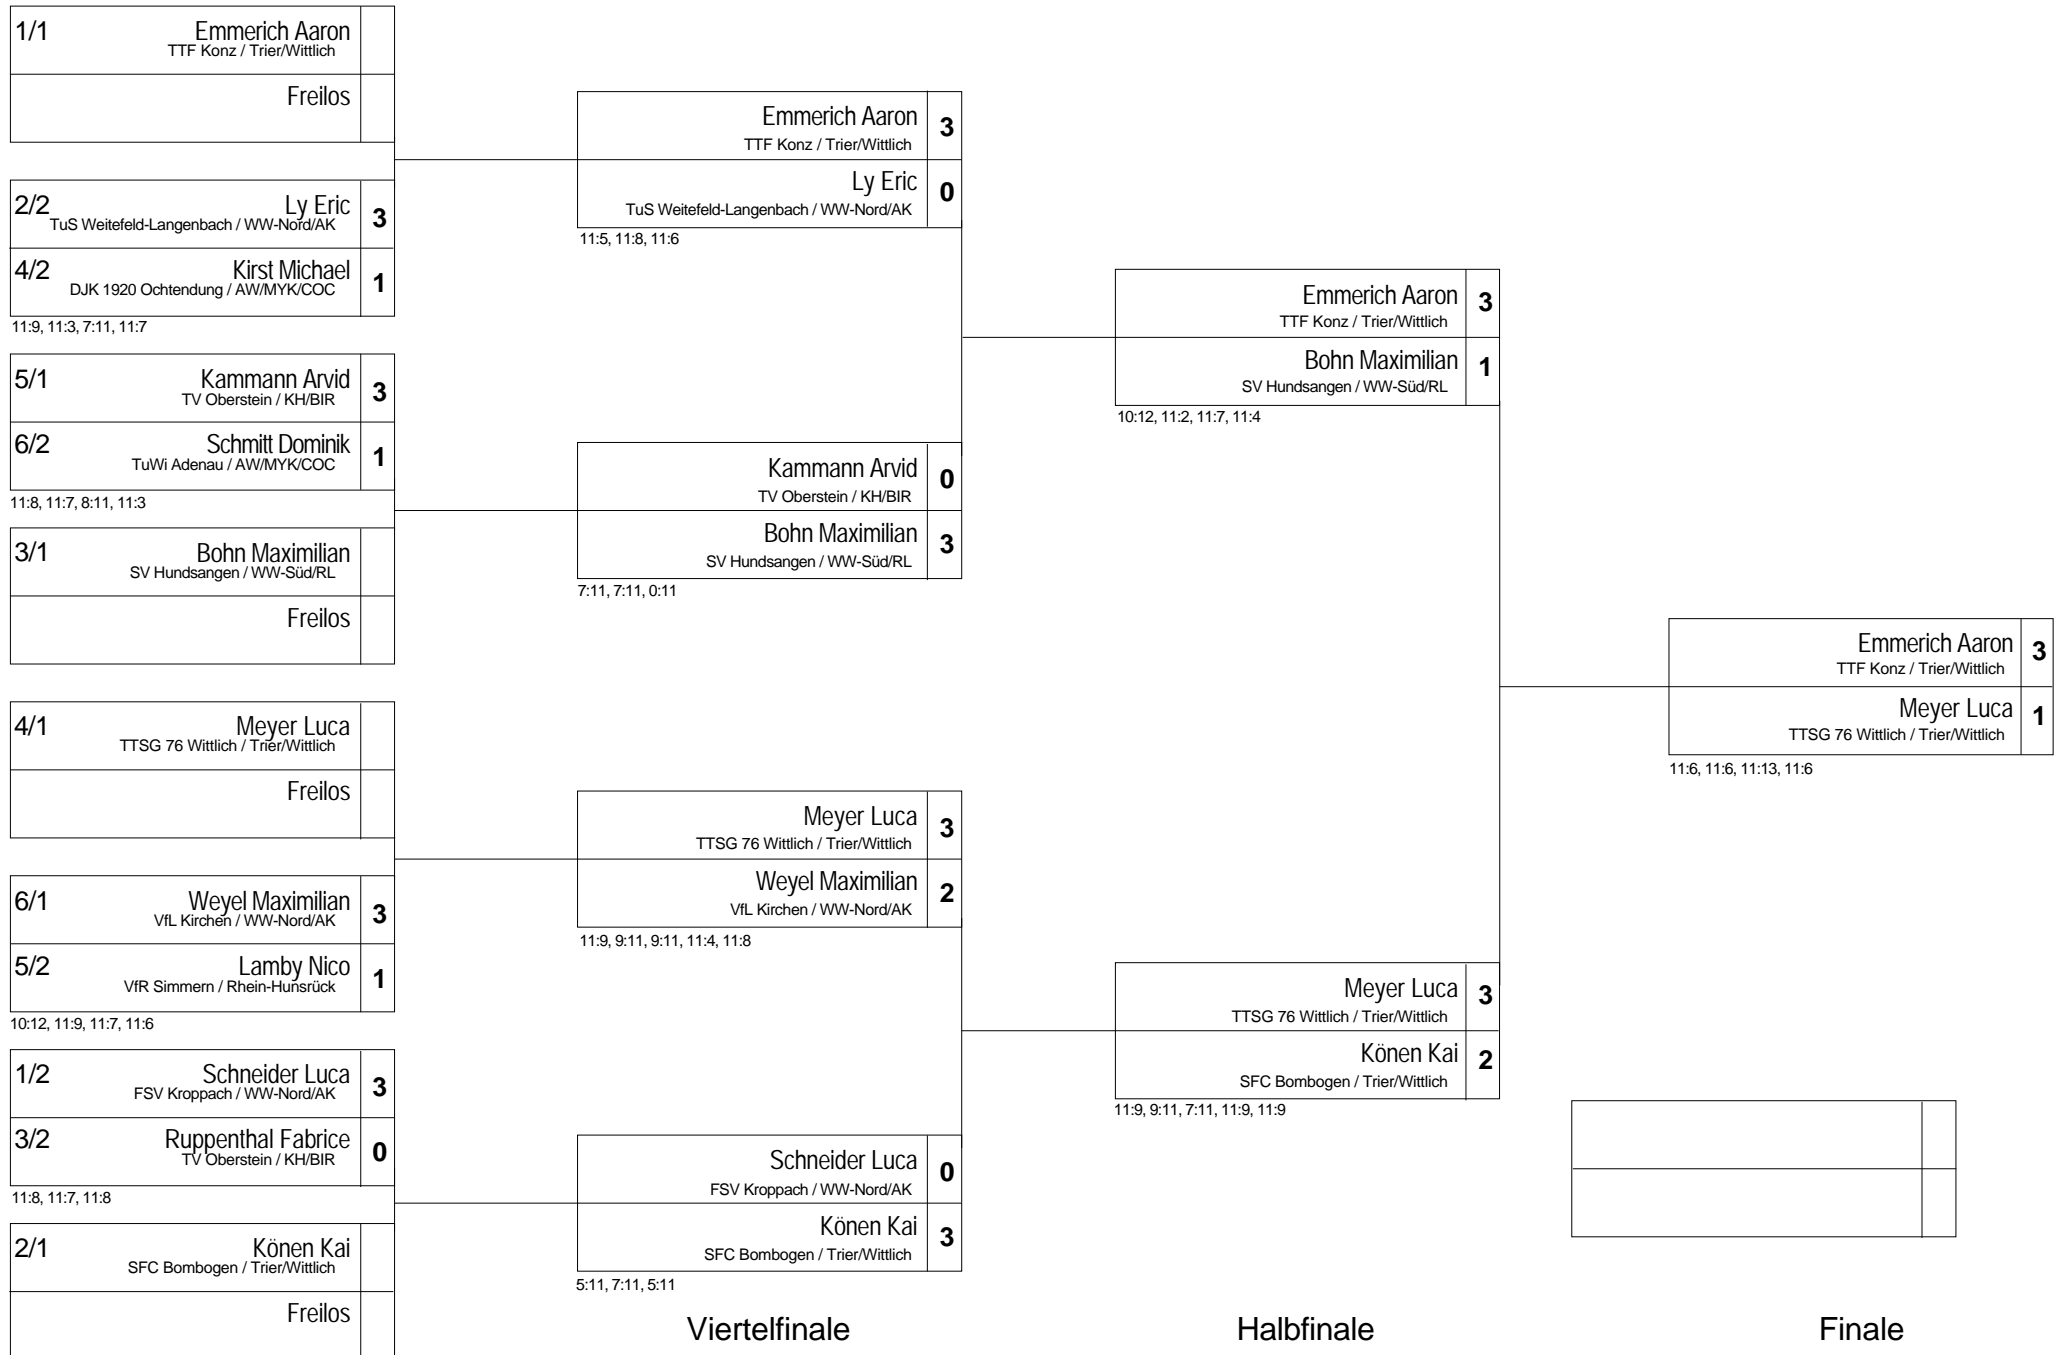 1/1 Emmerich Aaron
TTF Konz / Trier/Wittlich
Freilos
2/2 Ly Eric 3
TuS Weitefeld-Langenbach / WW-Nord/AK
4/2 Kirst Michael 1
DJK 1920 Ochtendung / AW/MYK/COC
11:9, 11:3, 7:11, 11:7
5/1 Kammann Arvid 3
TV Oberstein / KH/BIR
6/2 Schmitt Dominik 1
TuWi Adenau / AW/MYK/COC
11:8, 11:7, 8:11, 11:3
3/1 Bohn Maximilian
SV Hundsangen / WW-Süd/RL
Freilos
4/1 Meyer Luca
TTSG 76 Wittlich / Trier/Wittlich
Freilos
6/1 Weyel Maximilian 3
VfL Kirchen / WW-Nord/AK
5/2 Lamby Nico 1
VfR Simmern / Rhein-Hunsrück
10:12, 11:9, 11:7, 11:6
1/2 Schneider Luca 3
FSV Kroppach / WW-Nord/AK
3/2 Ruppenthal Fabrice 0
TV Oberstein / KH/BIR
11:8, 11:7, 11:8
2/1 Könen Kai
SFC Bombogen / Trier/Wittlich
Freilos
Emmerich Aaron 3
TTF Konz / Trier/Wittlich
Ly Eric 0
TuS Weitefeld-Langenbach / WW-Nord/AK
11:5, 11:8, 11:6
Kammann Arvid 0
TV Oberstein / KH/BIR
Bohn Maximilian 3
SV Hundsangen / WW-Süd/RL
7:11, 7:11, 0:11
Meyer Luca 3
TTSG 76 Wittlich / Trier/Wittlich
Weyel Maximilian 2
VfL Kirchen / WW-Nord/AK
11:9, 9:11, 9:11, 11:4, 11:8
Schneider Luca 0
FSV Kroppach / WW-Nord/AK
Könen Kai 3
SFC Bombogen / Trier/Wittlich
5:11, 7:11, 5:11
Viertelfinale
Emmerich Aaron 3
TTF Konz / Trier/Wittlich
Bohn Maximilian 1
SV Hundsangen / WW-Süd/RL
10:12, 11:2, 11:7, 11:4
Meyer Luca 3
TTSG 76 Wittlich / Trier/Wittlich
Könen Kai 2
SFC Bombogen / Trier/Wittlich
11:9, 9:11, 7:11, 11:9, 11:9
Halbfinale
Emmerich Aaron 3
TTF Konz / Trier/Wittlich
Meyer Luca 1
TTSG 76 Wittlich / Trier/Wittlich
11:6, 11:6, 11:13, 11:6
Finale